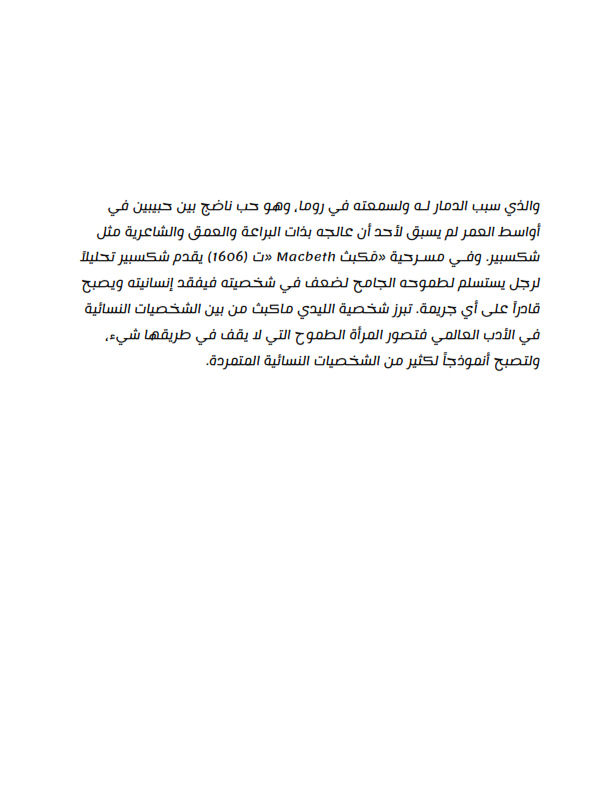 والذي سبب الدمار لـه ولسمعته في روما، وهو حب ناضج بين حبيبين في
أواسط العمر لم يسبق لأحد أن عالجه بذات البراعة والعمق والشاعرية مثل
شكسبير. وفـي مسـرحية «مَكبث Macbeth «ت (1606) يقدم شكسبير تحليلاً
لرجل يستسلم لطموحه الجامح لضعف في شخصيته فيفقد إنسانيته ويصبح
قادراً على أي جريمة. تبرز شخصية الليدي ماكبث من بين الشخصيات النسائية
في الأدب العالمي فتصور المرأة الطموح التي لا يقف في طريقها شيء،
ولتصبح أنموذجاً لكثير من الشخصيات النسائية المتمردة.